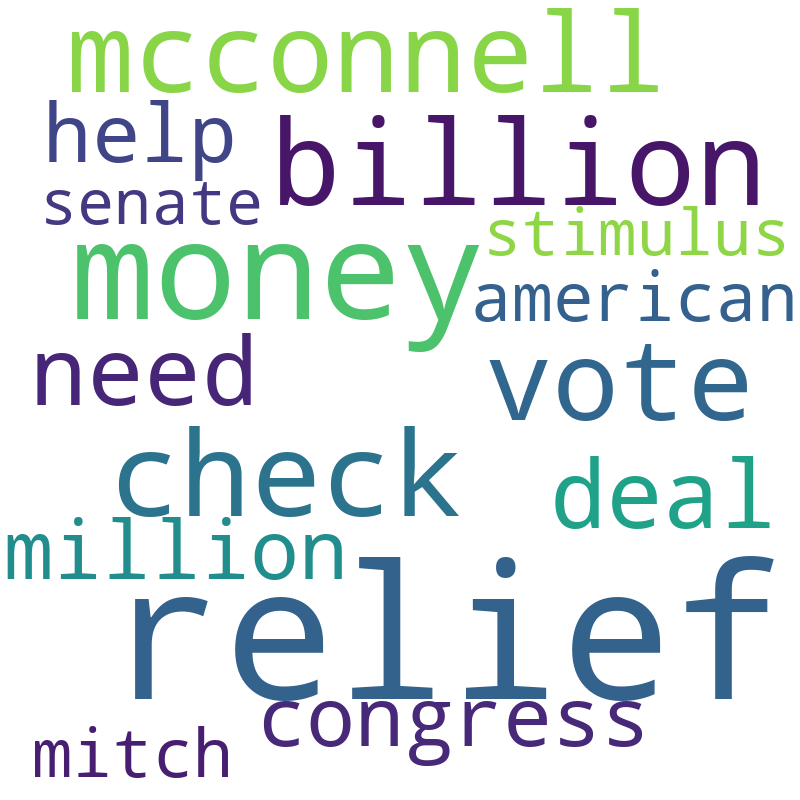 mcconnell
help
billion
senate
money
stimulus
american
need
vote
check
deal
million
relief
congress
mitch